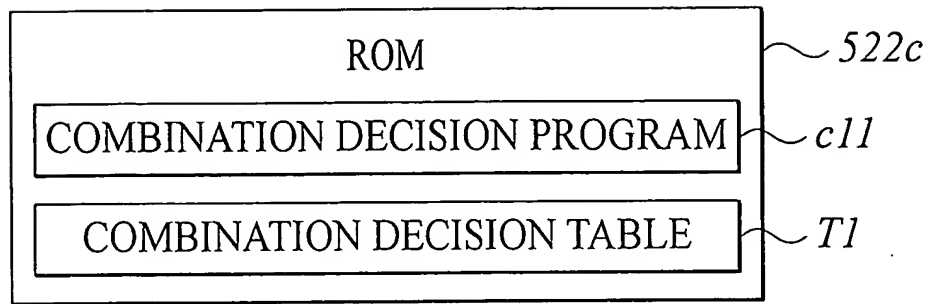 ROM
522c
COMBINATION DECISION PROGRAM
c11
COMBINATION DECISION TABLE
T1